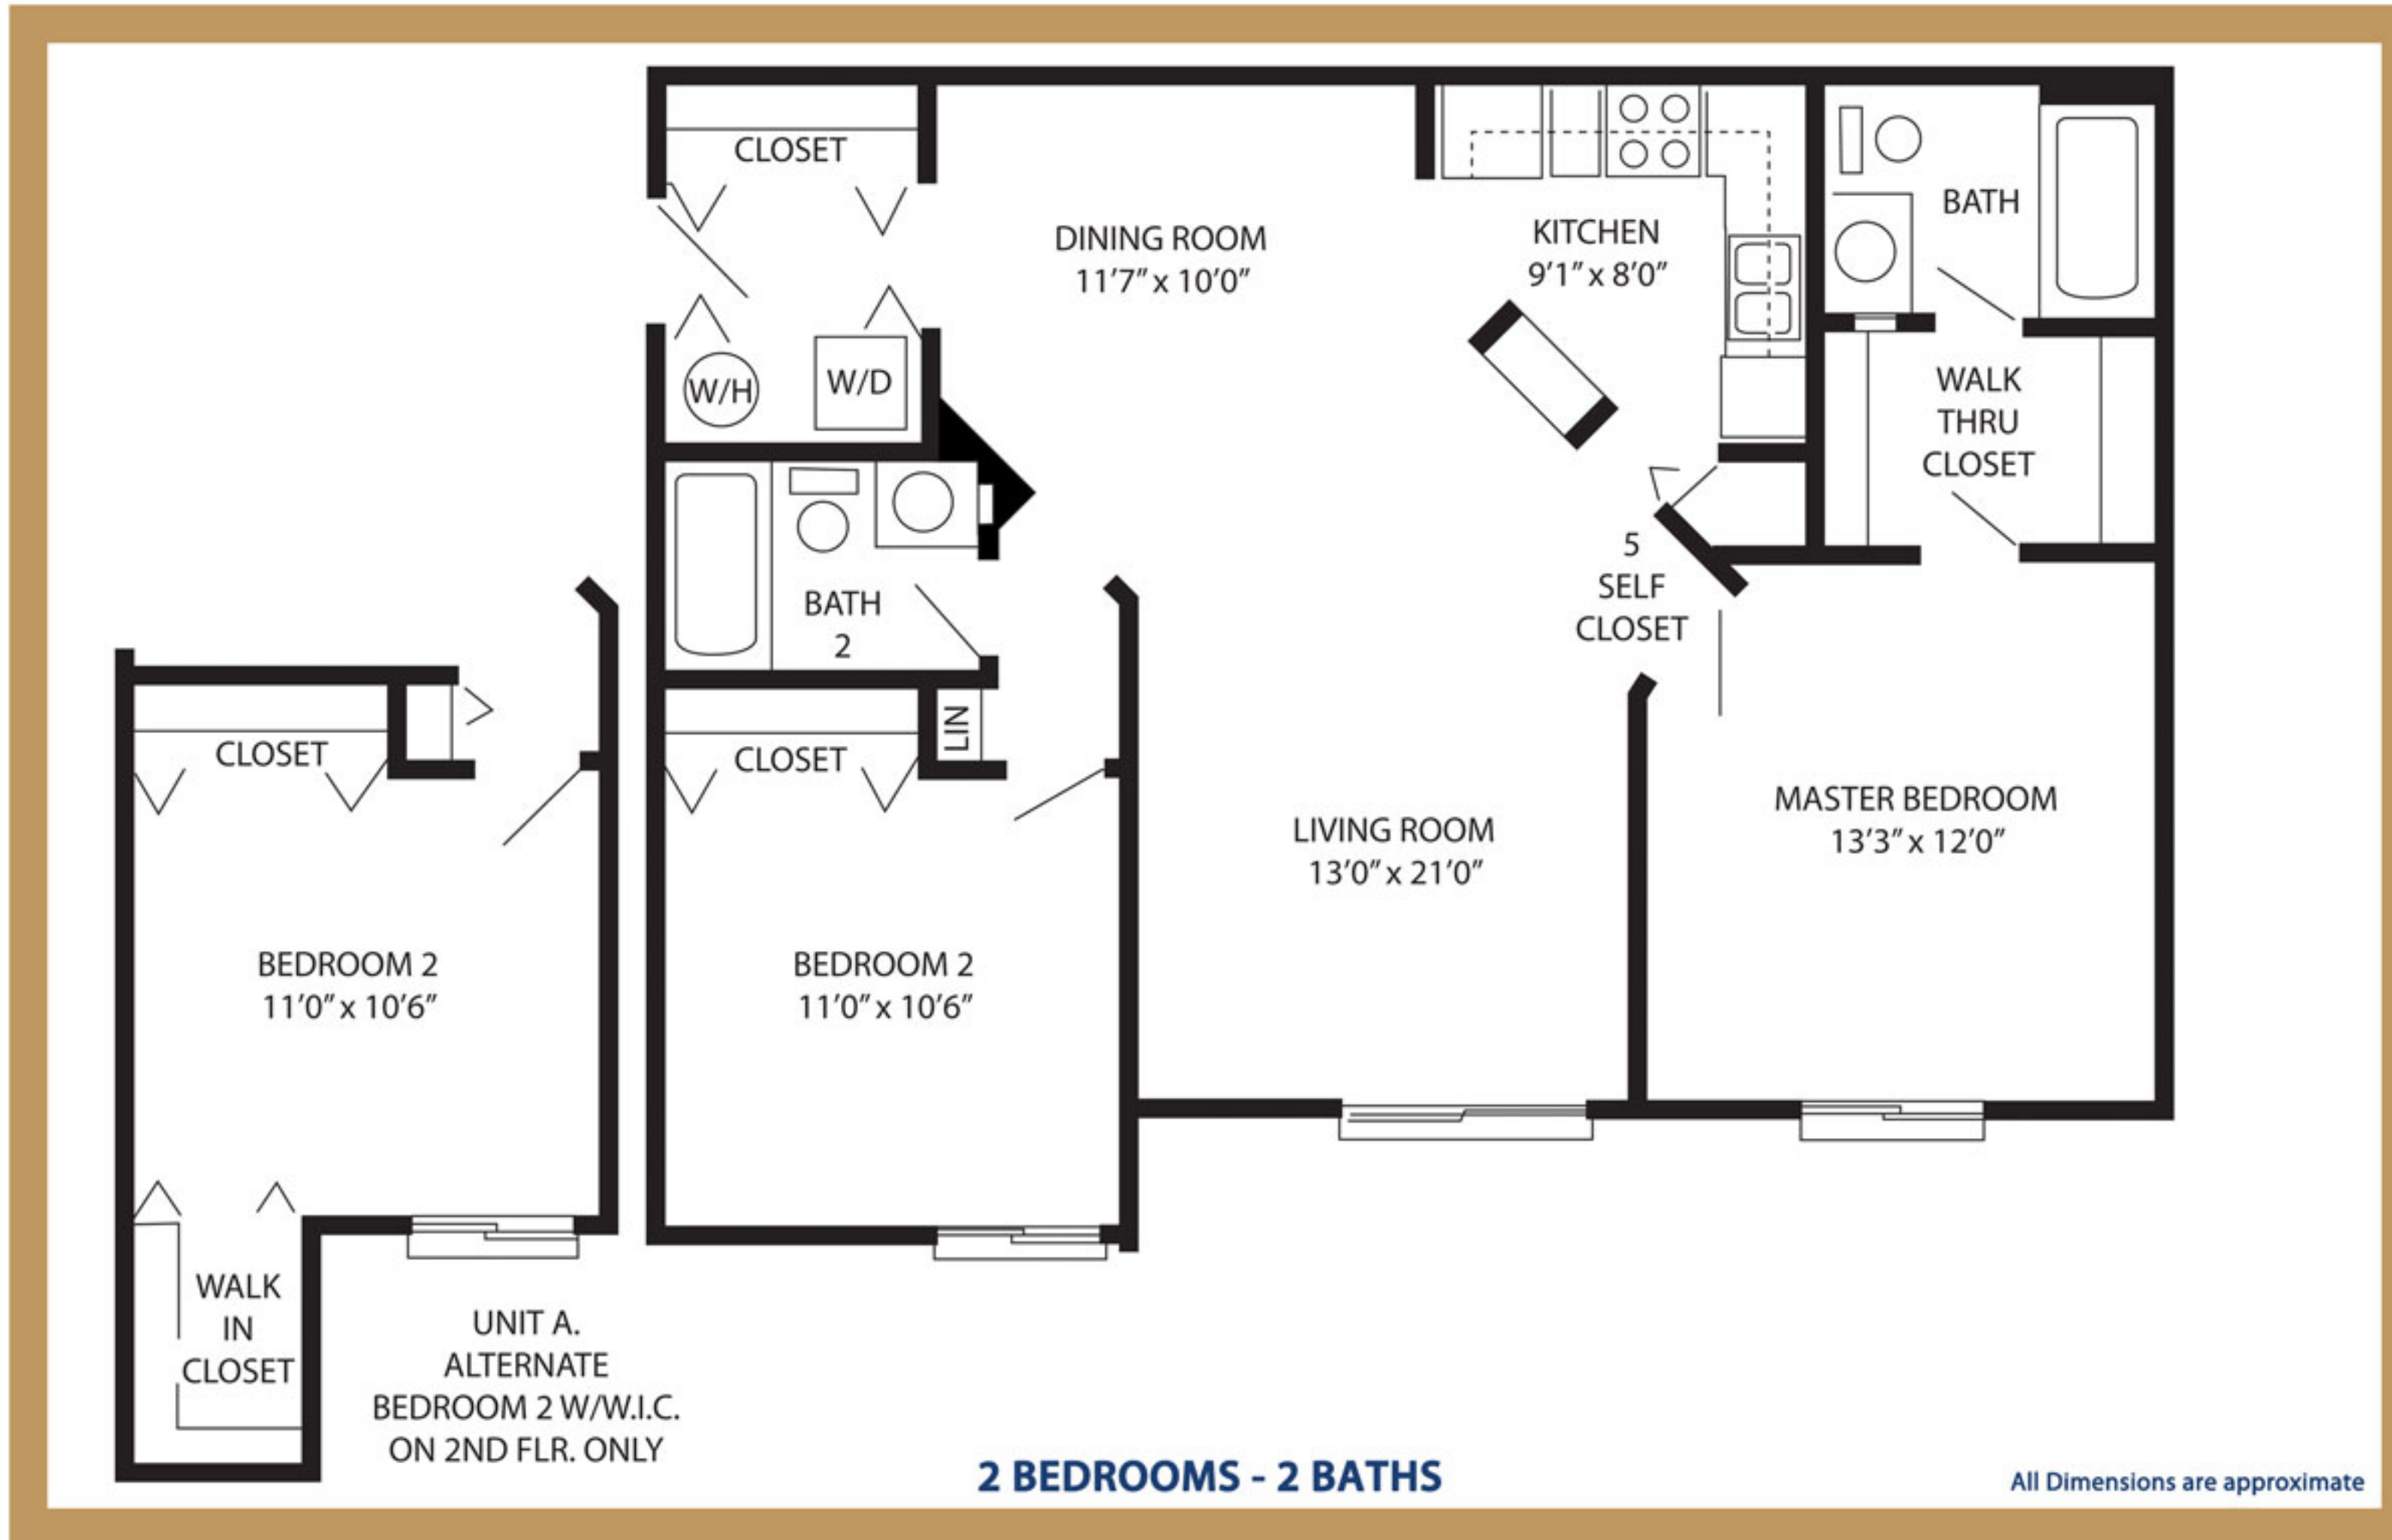 CLOSET
DINING ROOM
11'7" x 10'0"
KITCHEN
9'1" x 8'0"
BATH
W/H
W/D
WALK
THRU
CLOSET
BATH
2
5
SELF
CLOSET
LIN
CLOSET
CLOSET
LIVING ROOM
13'0" x 21'0"
MASTER BEDROOM
13'3" x 12'0"
BEDROOM 2
11'0" x 10'6"
BEDROOM 2
11'0" x 10'6"
WALK
IN
CLOSET
UNIT A.
ALTERNATE
BEDROOM 2 W/W.I.C.
ON 2ND FLR. ONLY
2 BEDROOMS - 2 BATHS
All Dimensions are approximate